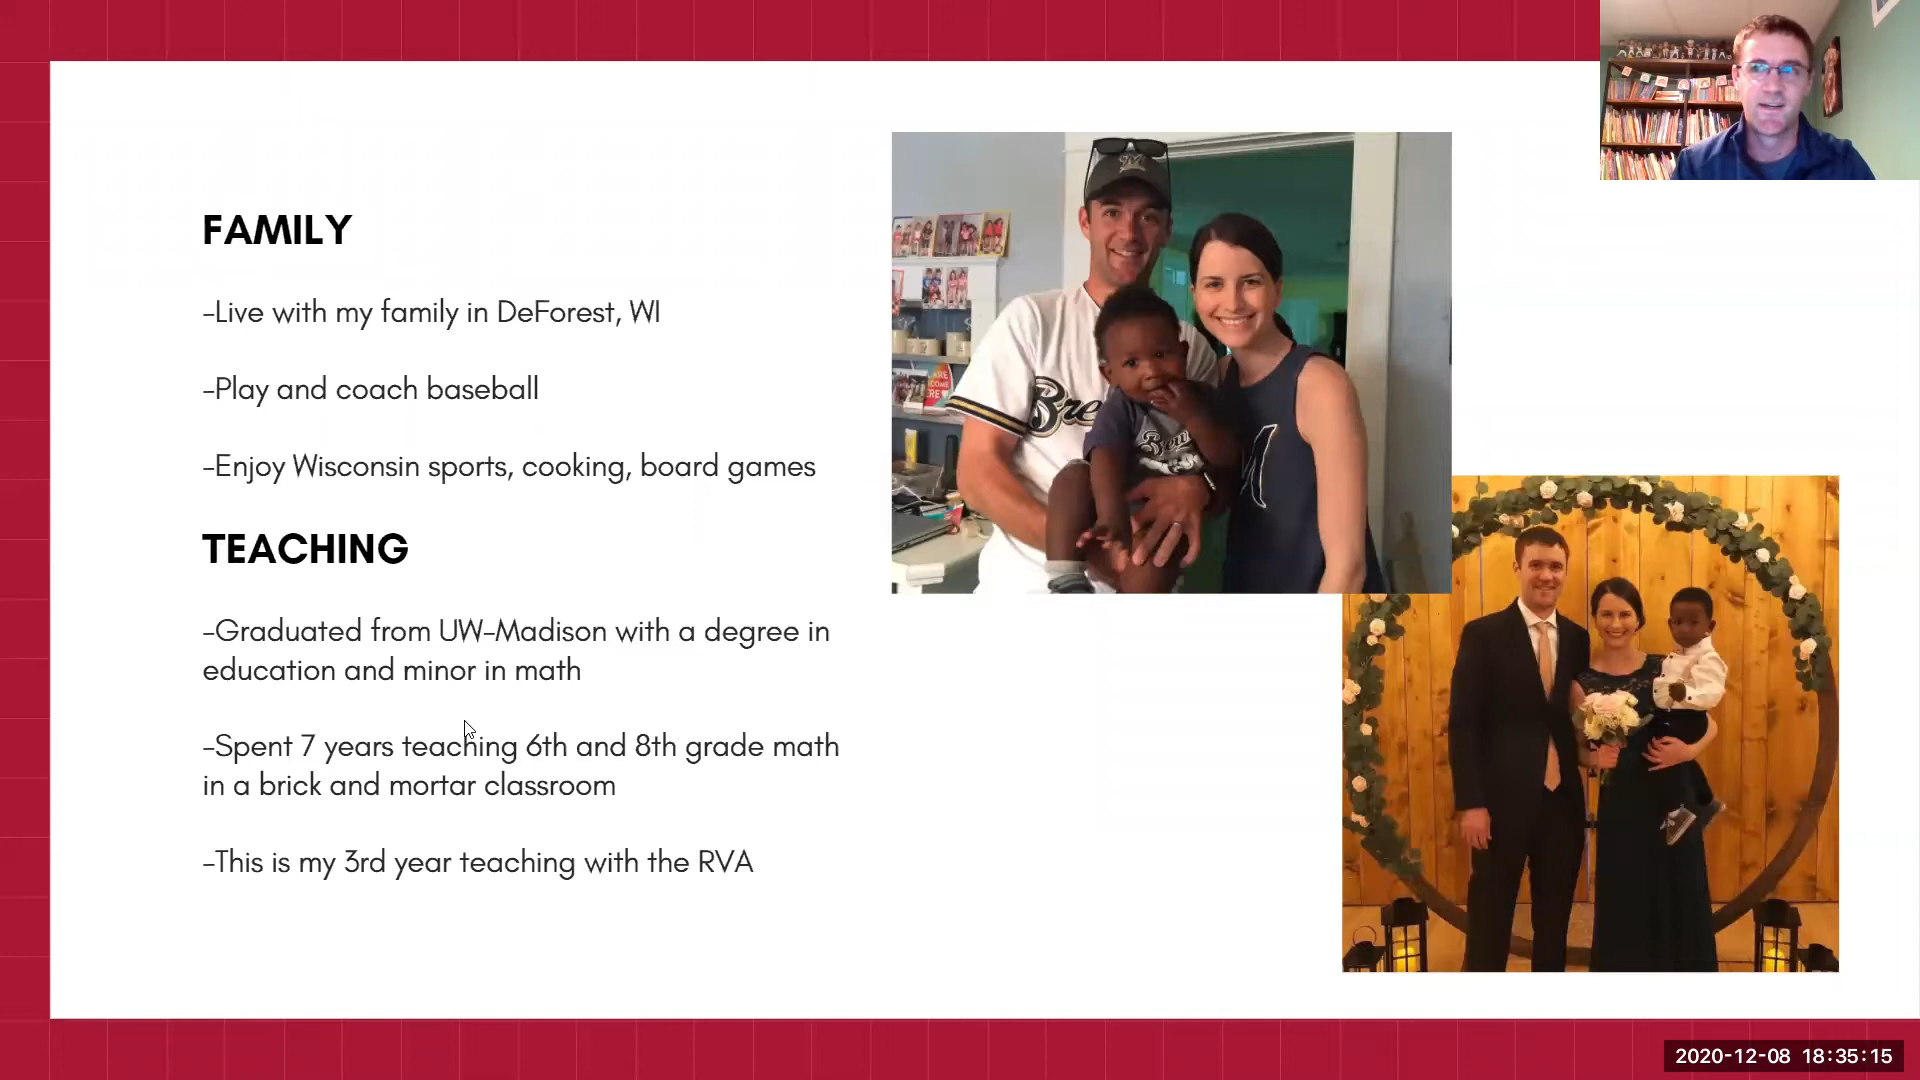 FAMILY
-Live with my family in DeForest, WI
-Play and coach baseball
-Enjoy Wisconsin sports, cooking, board games
TEACHING
-Graduated from UW-Madison with a degree in
education and minor in math
-Spent 7 years teaching 6th and 8th grade math
in a brick and mortar classroom
-This is my 3rd year teaching with the RVA
M
Bre
Brew
M
2020-12-08 18:35:15